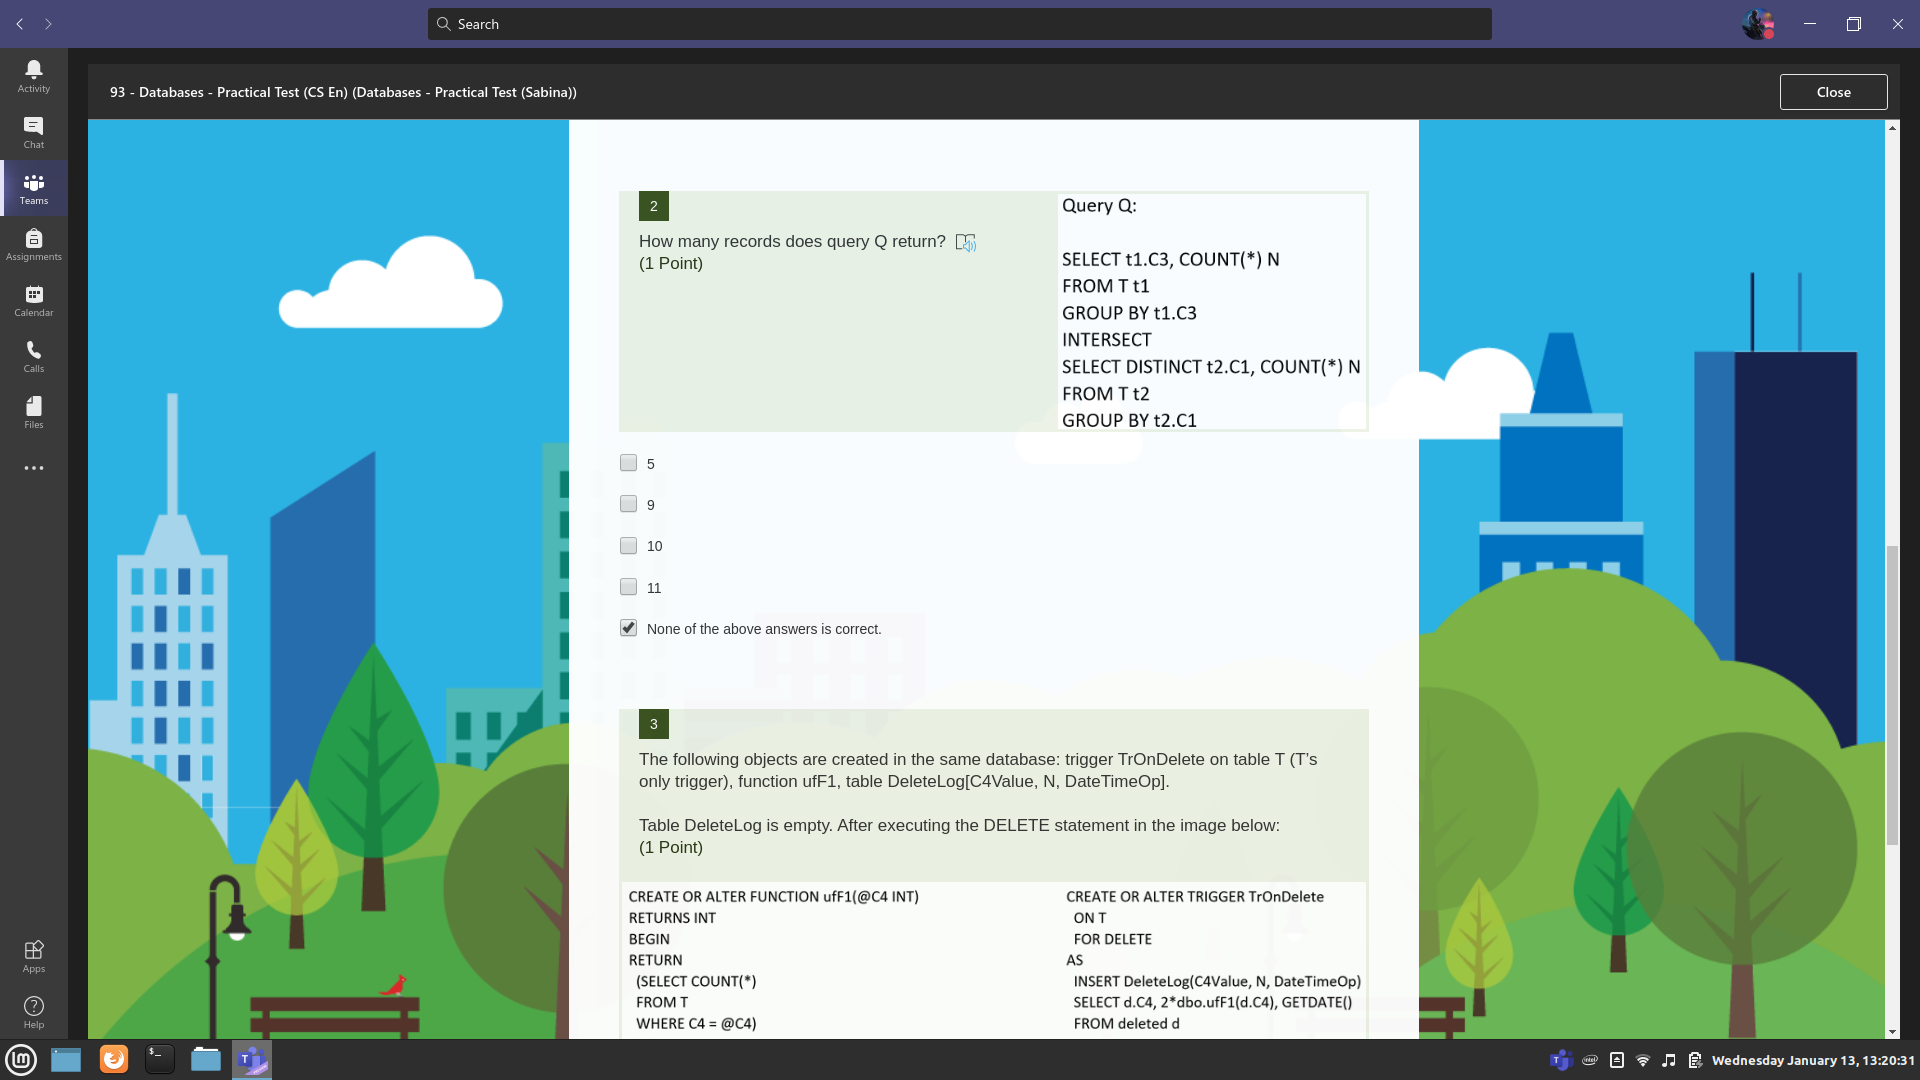 Search
Activity
Chat
Teams
Assignments
Calendar
Calls
Files
Apps
Help
93 - Databases - Practical Test (CS En) (Databases - Practical Test (Sabina))
Close
2
How many records does query Q return?
(1 Point)
Query Q:
SELECT t1.C3, COUNT(*) N
FROM T t1
GROUP BY t1.C3
INTERSECT
SELECT DISTINCT t2.C1, COUNT(*) N
FROM T t2
GROUP BY t2.C1
5
9
10
11
None of the above answers is correct.
3
The following objects are created in the same database: trigger TrOnDelete on table T (T's
only trigger), function ufF1, table DeleteLog[C4Value, N, DateTimeOp].
Table DeleteLog is empty. After executing the DELETE statement in the image below:
(1 Point)
CREATE OR ALTER FUNCTION ufF1(@C4 INT)
RETURNS INT
BEGIN
RETURN
(SELECT COUNT(*)
FROM T
WHERE C4 = @C4)
CREATE OR ALTER TRIGGER TrOnDelete
ON T
FOR DELETE
AS
INSERT DeleteLog(C4Value, N, DateTimeOp)
SELECT d.C4, 2*dbo.ufF1(d.C4), GETDATE()
FROM deleted d
Wednesday January 13, 13:20:31